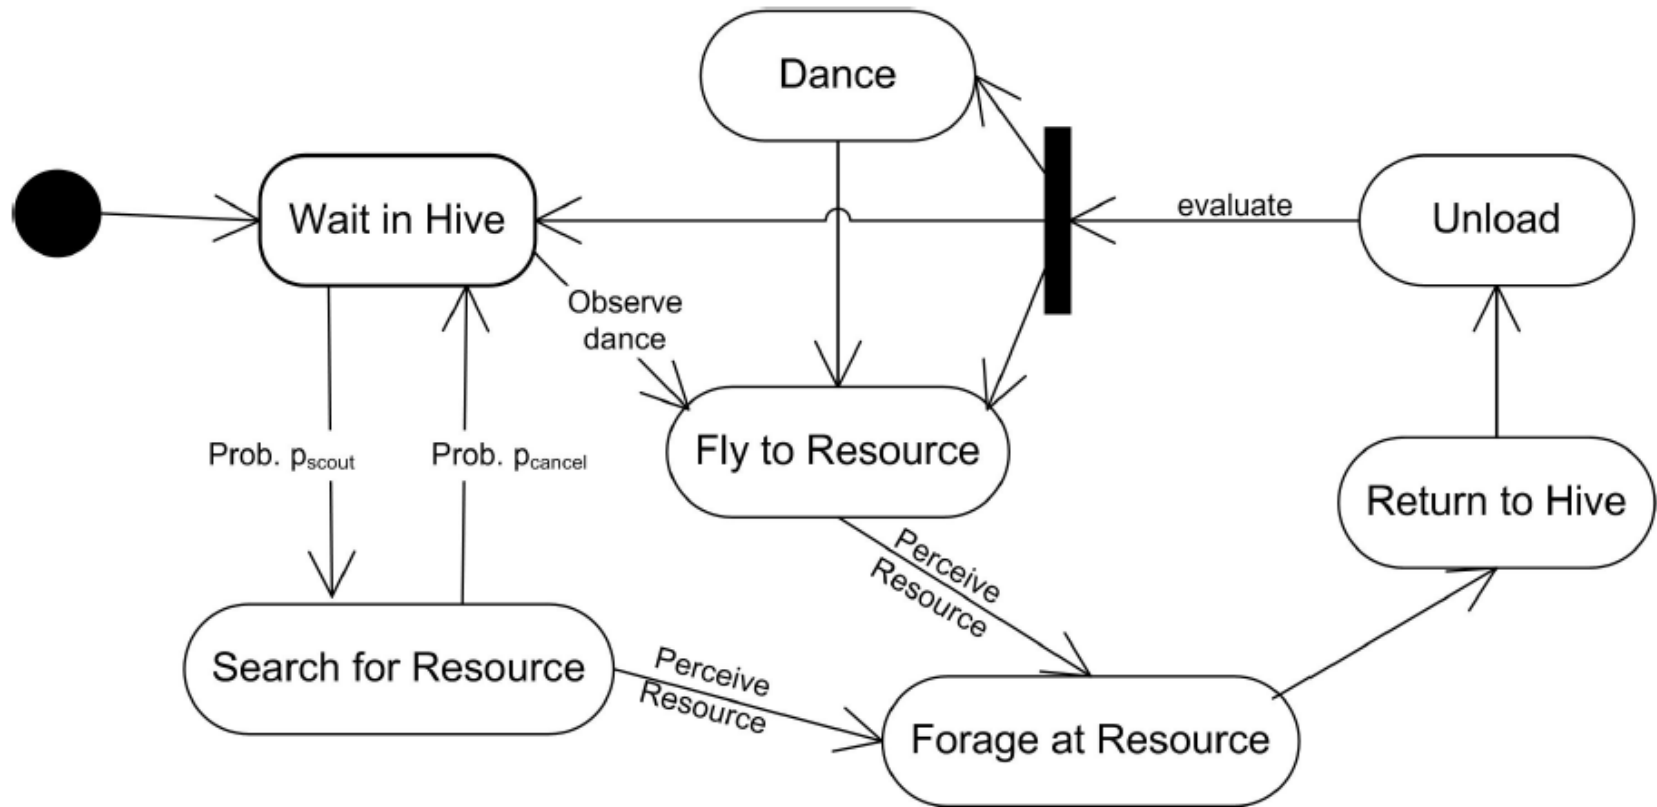 Dance
Wait in Hive
evaluate
Unload
Observe
dance
Prob. pscout
Prob. pcancel
Fly to Resource
Return to Hive
Perceive
Resource
Search for Resource
Perceive
Resource
Forage at Resource